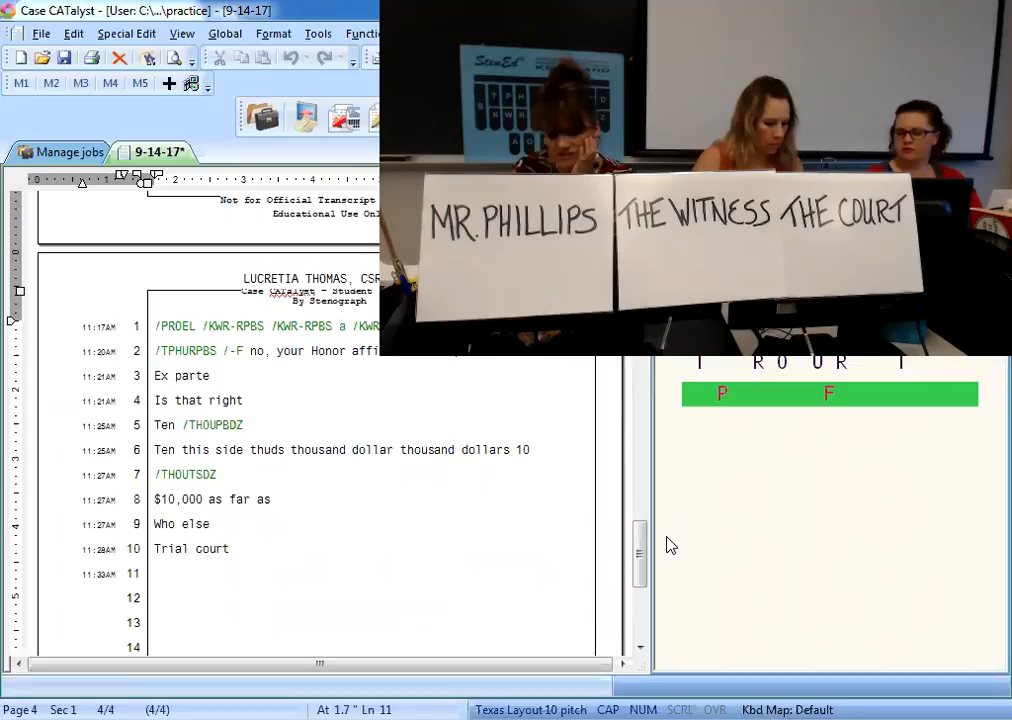 Case CATalyst - [User: C:\...\practice] - [9-14-17]
File Edit Special Edit View Global Format Tools Functi
M1 M2 M3 M4 M5
Manage jobs 9-14-17*
0 1 2 3 4
Not for Official Transcript
Educational Use Onl
LUCRETIA THOMAS, CSR
Case CATalyst - Student
By Stenograph
11:17AM 1 /PROEL /KWR-RPBS /KWR-RPBS a /KWR
11:20AM 2 /TPHURPBS /-F no, your Honor affi
11:21AM 3 Ex parte
11:21AM 4 Is that right
11:25AM 5 Ten /THOUPBDZ
11:25AM 6 Ten this side thuds thousand dollar thousand dollars 10
11:27AM 7 /THOUTSDZ
11:27AM 8 $10,000 as far as
11:27AM 9 Who else
11:28AM 10 Trial court
11:33AM 11
12
13
14
StenEd
MR. PHILLIPS THE WITNESS THE COURT
R O U R
P F
Page 4 Sec 1 4/4 (4/4) At 1.7" Ln 11 Texas Layout 10 pitch CAP NUM SCRL OVR Kbd Map: Default